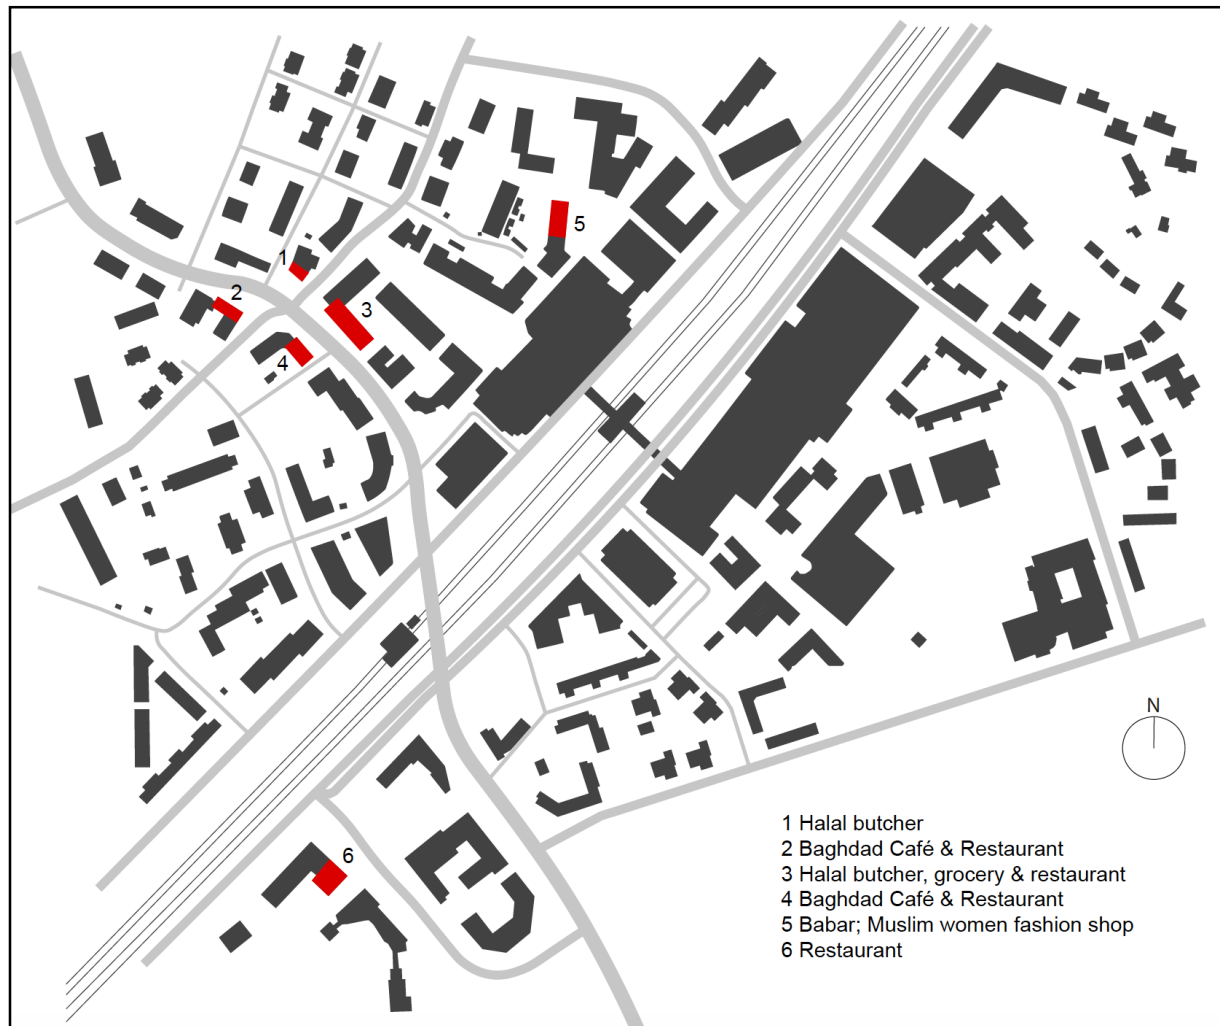 1
2
3
4
5
6
N
1 Halal butcher
2 Baghdad Café & Restaurant
3 Halal butcher, grocery & restaurant
4 Baghdad Café & Restaurant
5 Babar; Muslim women fashion shop
6 Restaurant